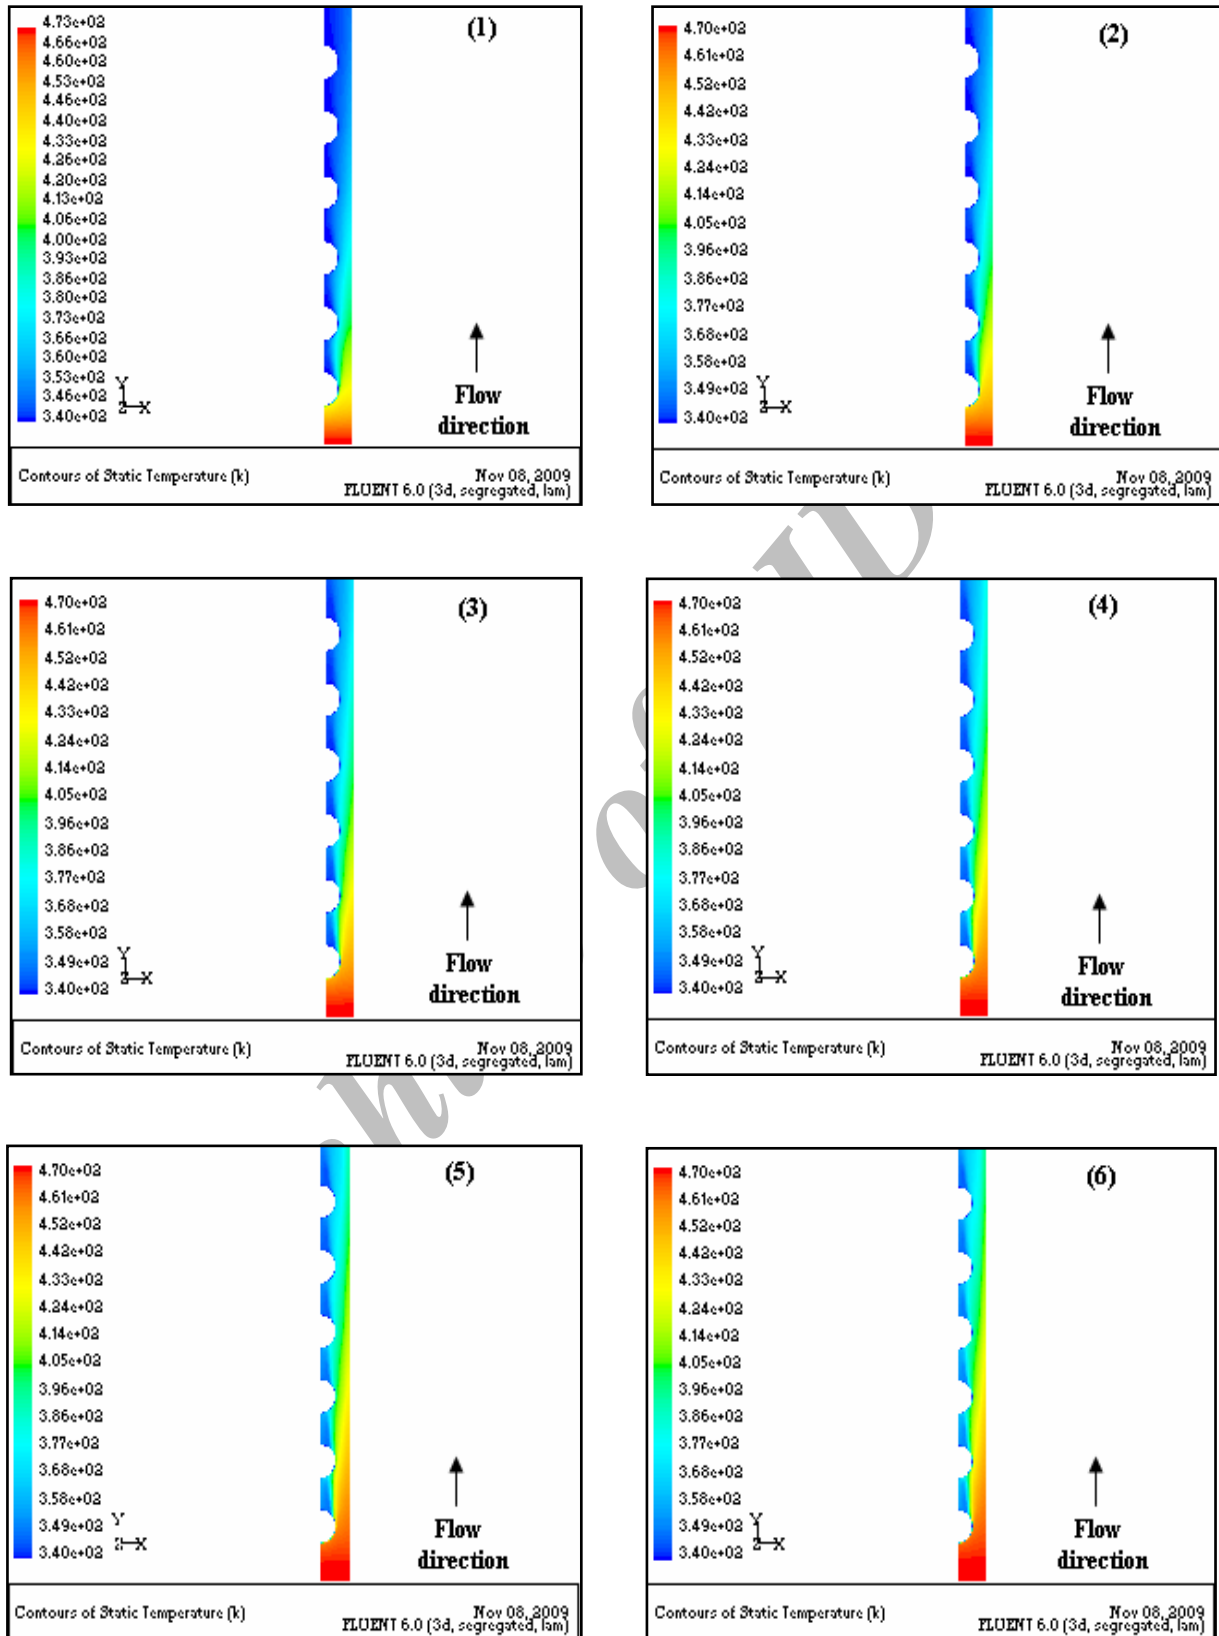 (1)
4.73e+02
4.66e+02
4.60e+02
4.53e+02
4.46e+02
4.40e+02
4.33e+02
4.26e+02
4.20e+02
4.13e+02
4.06e+02
4.00e+02
3.93e+02
3.86e+02
3.80e+02
3.73e+02
3.66e+02
3.60e+02
3.53e+02
3.46e+02
3.40e+02
Y
Z X
Flow
direction
Contours of Static Temperature (k)
Nov 08, 2009
FLUENT 6.0 (3d, segregated, lam)
(2)
4.70e+02
4.61e+02
4.52e+02
4.42e+02
4.33e+02
4.24e+02
4.14e+02
4.05e+02
3.96e+02
3.86e+02
3.77e+02
3.68e+02
3.58e+02
3.49e+02
3.40e+02
Y
Z X
Flow
direction
Contours of Static Temperature (k)
Nov 08, 2009
FLUENT 6.0 (3d, segregated, lam)
(3)
4.70e+02
4.61e+02
4.52e+02
4.42e+02
4.33e+02
4.24e+02
4.14e+02
4.05e+02
3.96e+02
3.86e+02
3.77e+02
3.68e+02
3.58e+02
3.49e+02
3.40e+02
Y
Z X
Flow
direction
Contours of Static Temperature (k)
Nov 08, 2009
FLUENT 6.0 (3d, segregated, lam)
(4)
4.70e+02
4.61e+02
4.52e+02
4.42e+02
4.33e+02
4.24e+02
4.14e+02
4.05e+02
3.96e+02
3.86e+02
3.77e+02
3.68e+02
3.58e+02
3.49e+02
3.40e+02
Y
Z X
Flow
direction
Contours of Static Temperature (k)
Nov 08, 2009
FLUENT 6.0 (3d, segregated, lam)
(5)
4.70e+02
4.61e+02
4.52e+02
4.42e+02
4.33e+02
4.24e+02
4.14e+02
4.05e+02
3.96e+02
3.86e+02
3.77e+02
3.68e+02
3.58e+02
3.49e+02
3.40e+02
Y
Z X
Flow
direction
Contours of Static Temperature (k)
Nov 08, 2009
FLUENT 6.0 (3d, segregated, lam)
(6)
4.70e+02
4.61e+02
4.52e+02
4.42e+02
4.33e+02
4.24e+02
4.14e+02
4.05e+02
3.96e+02
3.86e+02
3.77e+02
3.68e+02
3.58e+02
3.49e+02
3.40e+02
Y
Z X
Flow
direction
Contours of Static Temperature (k)
Nov 08, 2009
FLUENT 6.0 (3d, segregated, lam)
of